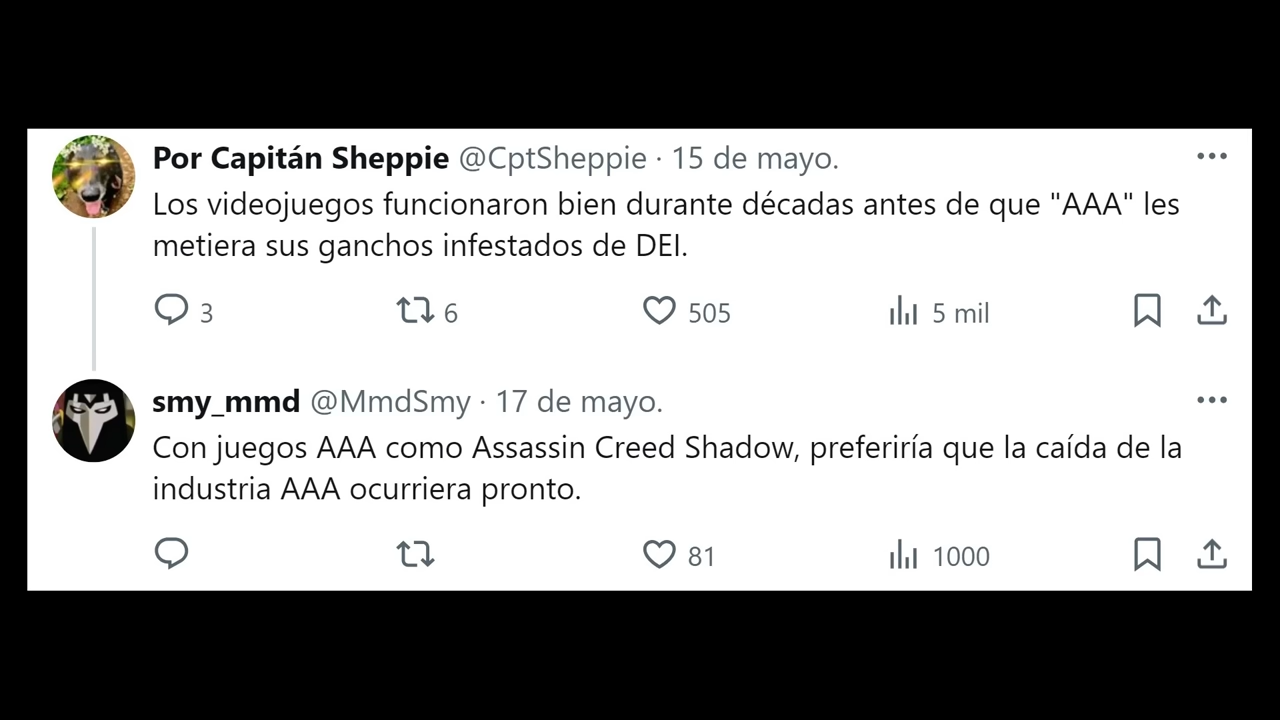 Por Capitán Sheppie @CptSheppie · 15 de mayo.
Los videojuegos funcionaron bien durante décadas antes de que "AAA" les
metiera sus ganchos infestados de DEI.
3 6 505 5 mil
smy_mmd @MmdSmy · 17 de mayo.
Con juegos AAA como Assassin Creed Shadow, preferiría que la caída de la
industria AAA ocurriera pronto.
81 1000